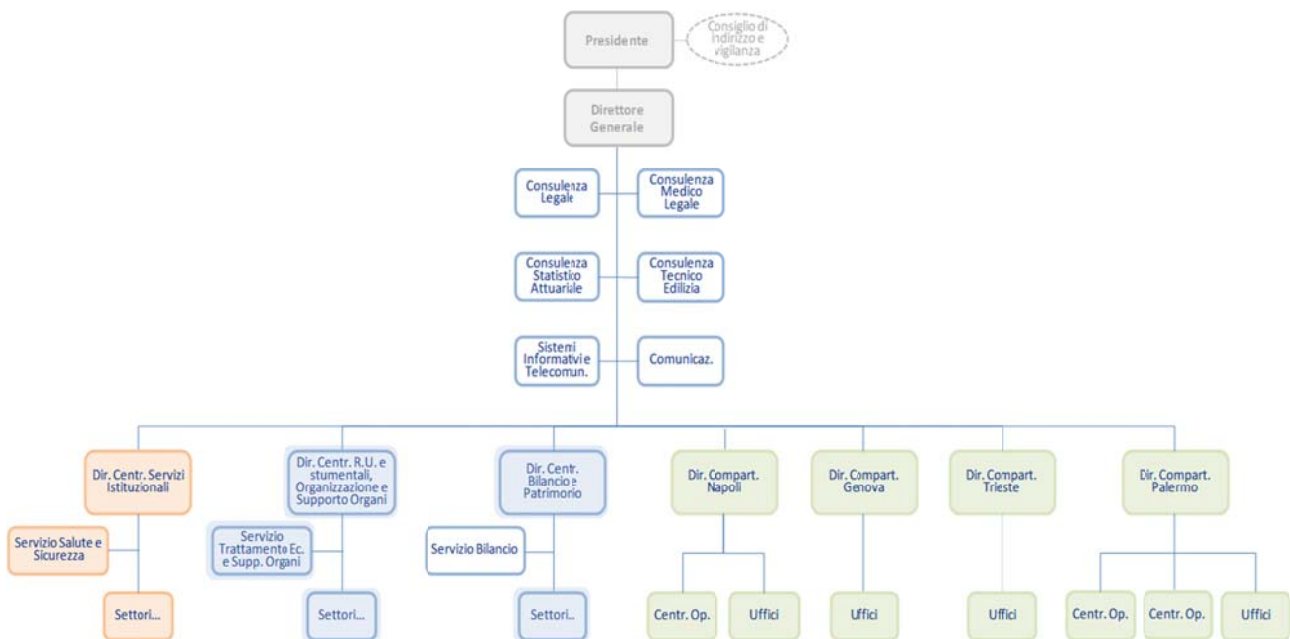 Presidente
Consiglio di
indirizzo e
vigilanza
Direttore
Generale
Consulenza
Legale
Consulenza
Medico
Legale
Consulenza
Statistiko
Attuariale
Consulenza
Tecnico
Edilizia
Sistemi
Informativi e
Telecomun.
Comunicaz.
Dir. Centr. Servizi
Istituzionali
Dir. Centr. R.U. e
stumentali,
Organizzazione e
Supporto Organi
Dir. Centr.
Bilancio e
Patrimonio
Dir. Compart.
Napoli
Dir. Compart.
Genova
Dir. Compart.
Trieste
Dir. Compart.
Palermo
Servizio Salute e
Sicurezza
Servizio
Trattamento Ec.
e Supp. Organi
Servizio Bilancio
Settori...
Settori...
Settori...
Centr. Op.
Uffici
Uffici
Uffici
Centr. Op.
Centr. Op.
Uffici